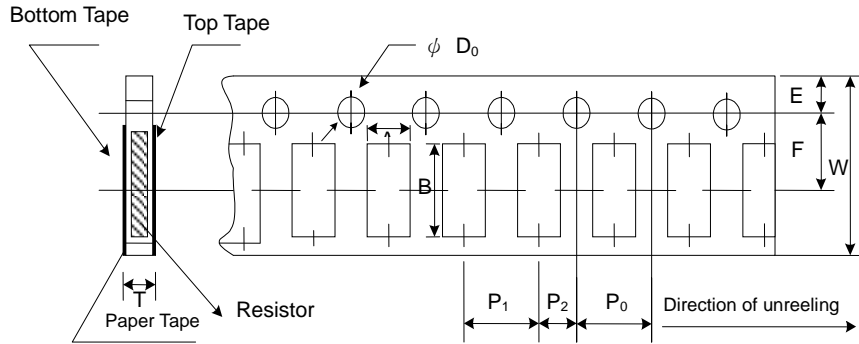 Bottom Tape
Top Tape
ϕ D₀
E
F
W
B
T
Paper Tape
Resistor
P₁
P₂
P₀
Direction of unreeling